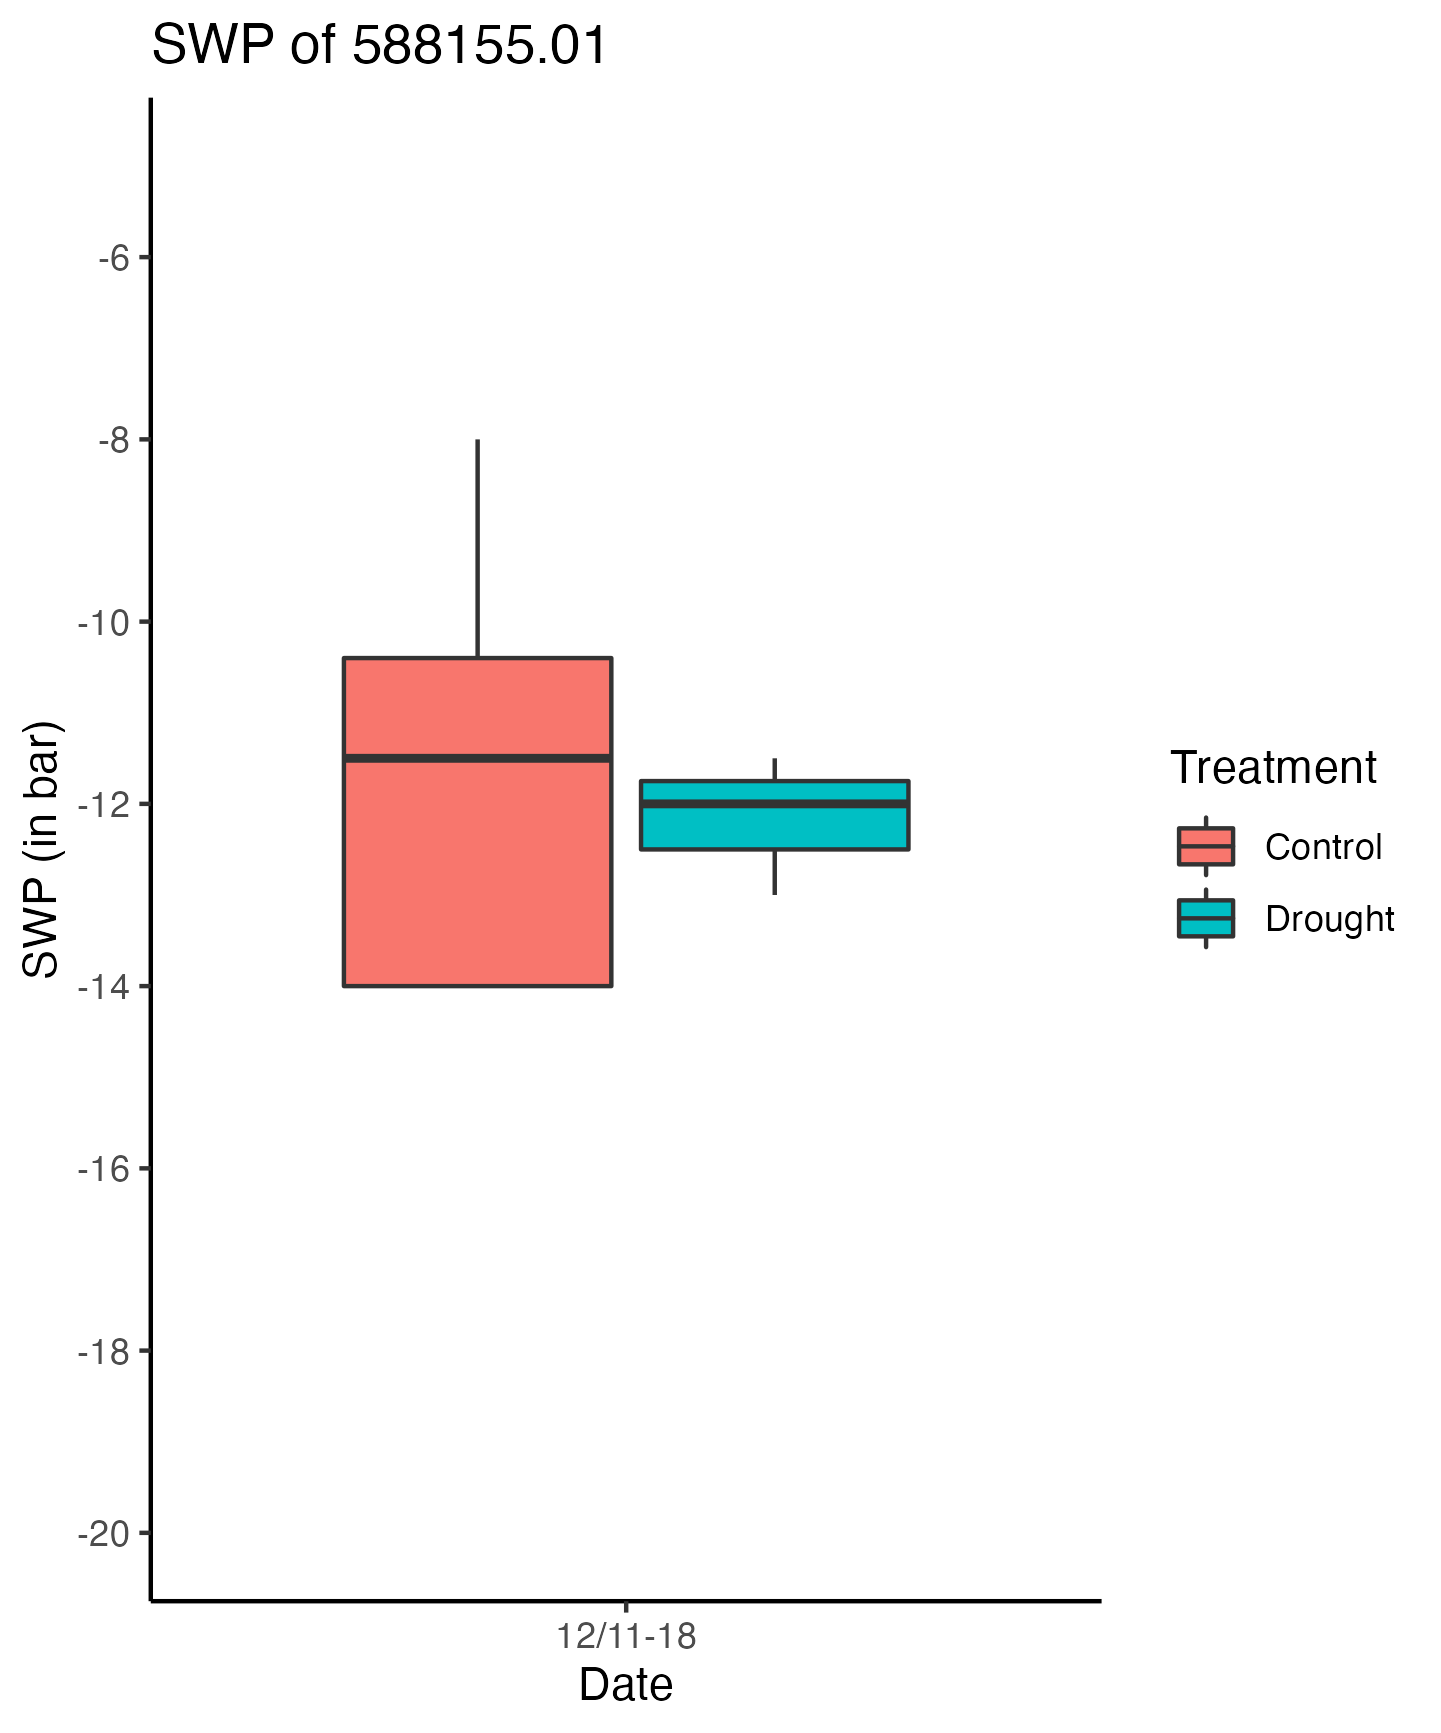 SWP of 588155.01
-6
-8
-10
-12
-14
-16
-18
-20
SWP (in bar)
12/11-18
Date
Treatment
Control
Drought